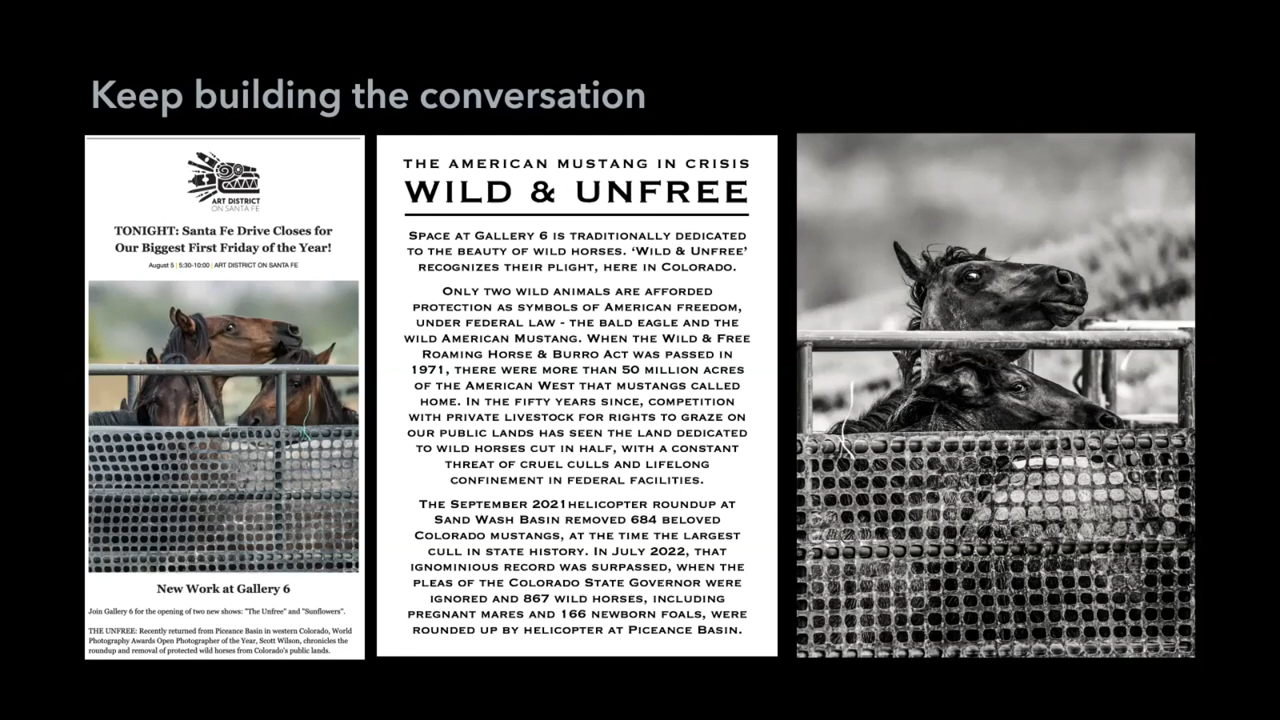 Keep building the conversation
ART DISTRICT
ON SANTA FE
TONIGHT: Santa Fe Drive Closes for
Our Biggest First Friday of the Year!
August 5 | 5:30-10:00 | ART DISTRICT ON SANTA FE
New Work at Gallery 6
Join Gallery 6 for the opening of two new shows: "The Unfree" and "Sunflowers".
THE UNFREE: Recently returned from Piceance Basin in western Colorado, World
Photography Awards Open Photographer of the Year, Scott Wilson, chronicles the
roundup and removal of protected wild horses from Colorado's public lands.
THE AMERICAN MUSTANG IN CRISIS
WILD & UNFREE
SPACE AT GALLERY 6 IS TRADITIONALLY DEDICATED
TO THE BEAUTY OF WILD HORSES. ‘WILD & UNFREE’
RECOGNIZES THEIR PLIGHT, HERE IN COLORADO.
ONLY TWO WILD ANIMALS ARE AFFORDED
PROTECTION AS SYMBOLS OF AMERICAN FREEDOM,
UNDER FEDERAL LAW - THE BALD EAGLE AND THE
WILD AMERICAN MUSTANG. WHEN THE WILD & FREE
ROAMING HORSE & BURRO ACT WAS PASSED IN
1971, THERE WERE MORE THAN 50 MILLION ACRES
OF THE AMERICAN WEST THAT MUSTANGS CALLED
HOME. IN THE FIFTY YEARS SINCE, COMPETITION
WITH PRIVATE LIVESTOCK FOR RIGHTS TO GRAZE ON
OUR PUBLIC LANDS HAS SEEN THE LAND DEDICATED
TO WILD HORSES CUT IN HALF, WITH A CONSTANT
THREAT OF CRUEL CULLS AND LIFELONG
CONFINEMENT IN FEDERAL FACILITIES.
THE SEPTEMBER 2021 HELICOPTER ROUNDUP AT
SAND WASH BASIN REMOVED 684 BELOVED
COLORADO MUSTANGS, AT THE TIME THE LARGEST
CULL IN STATE HISTORY. IN JULY 2022, THAT
IGNOMINIOUS RECORD WAS SURPASSED, WHEN THE
PLEAS OF THE COLORADO STATE GOVERNOR WERE
IGNORED AND 867 WILD HORSES, INCLUDING
PREGNANT MARES AND 166 NEWBORN FOALS, WERE
ROUNDED UP BY HELICOPTER AT PICEANCE BASIN.